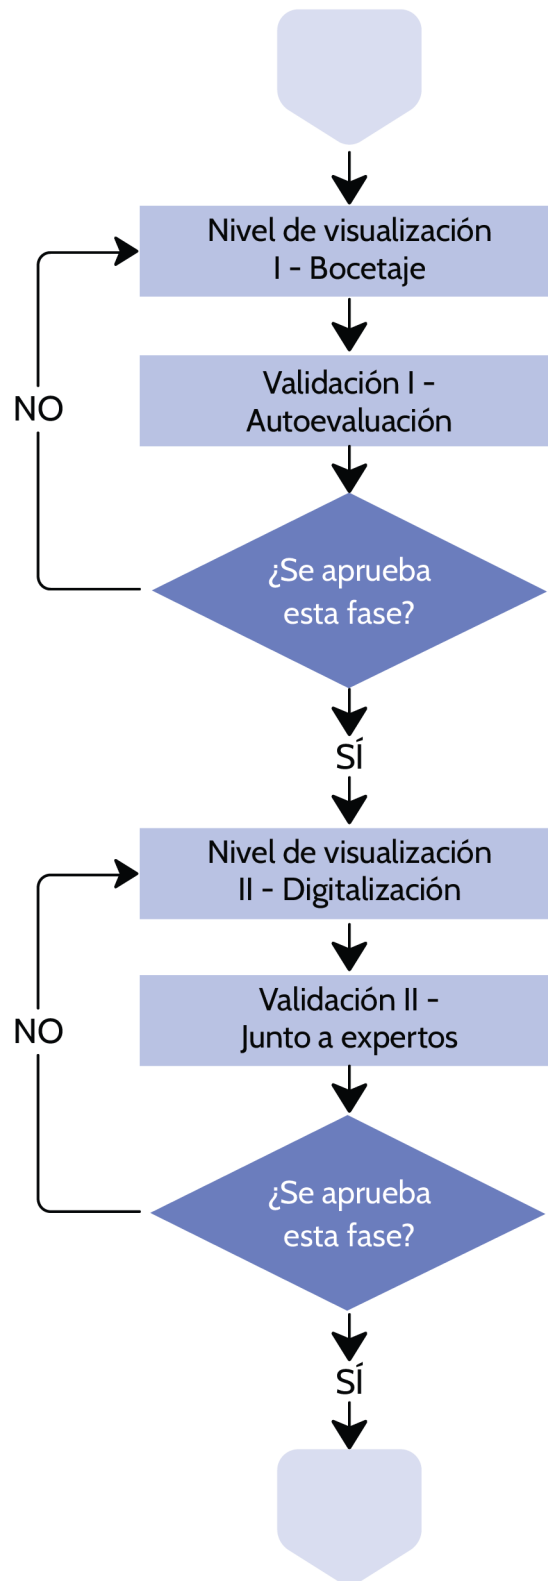 Nivel de visualización
I - Bocetaje
Validación I -
Autoevaluación
NO
¿Se aprueba
esta fase?
SÍ
Nivel de visualización
II - Digitalización
Validación II -
Junto a expertos
NO
¿Se aprueba
esta fase?
SÍ